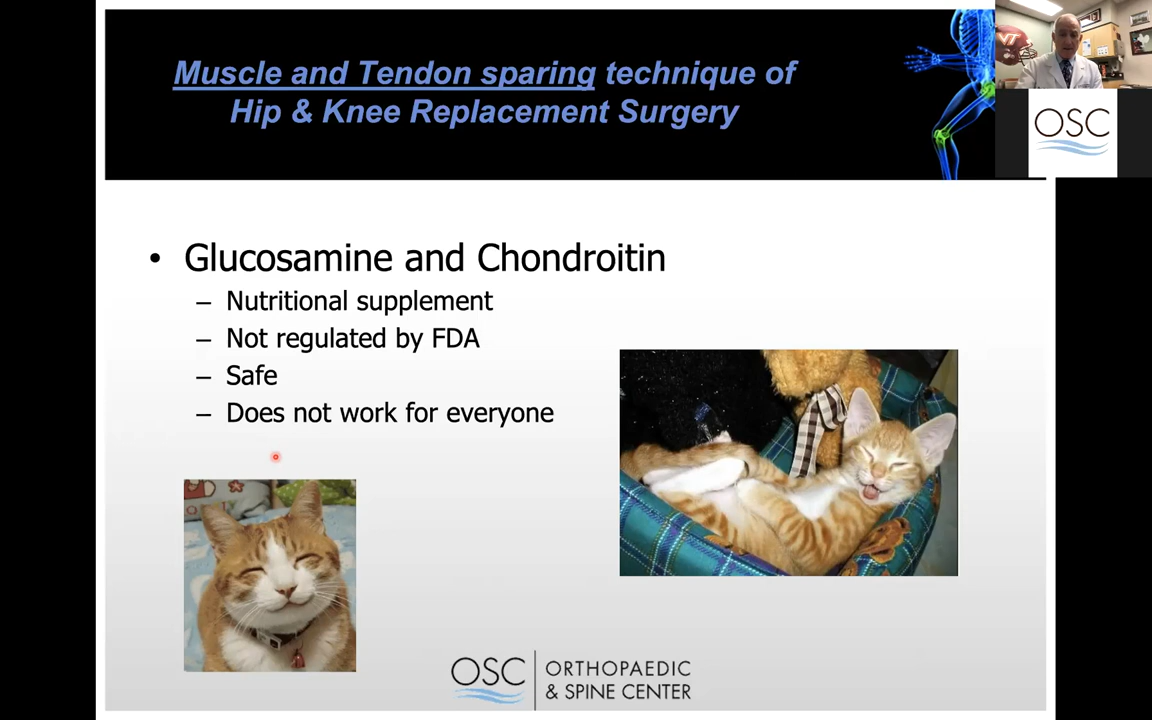 Muscle and Tendon sparing technique of
Hip & Knee Replacement Surgery
VT
OSC
• Glucosamine and Chondroitin
– Nutritional supplement
– Not regulated by FDA
– Safe
– Does not work for everyone
OSC
ORTHOPAEDIC
& SPINE CENTER